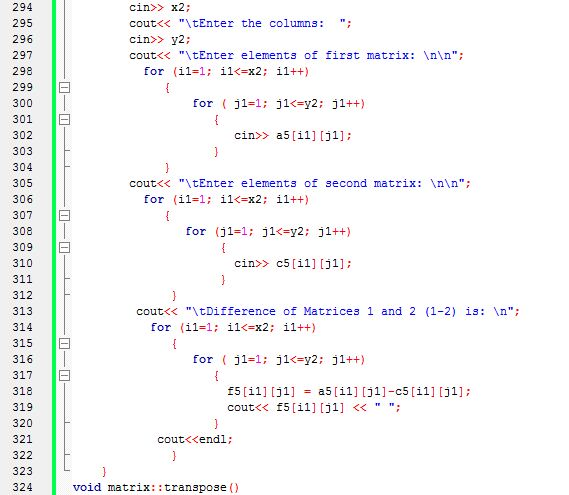 294 cin>> x2;
295 cout<< "\tEnter the columns:  ";
296 cin>> y2;
297 cout<< "\tEnter elements of first matrix: \n\n";
298 for (i1=1; i1<=x2; i1++)
299 {
300 for ( j1=1; j1<=y2; j1++)
301 {
302 cin>> a5[i1][j1];
303 }
304 }
305 cout<< "\tEnter elements of second matrix: \n\n";
306 for (i1=1; i1<=x2; i1++)
307 {
308 for (j1=1; j1<=y2; j1++)
309 {
310 cin>> c5[i1][j1];
311 }
312 }
313 cout<< "\tDifference of Matrices 1 and 2 (1-2) is: \n";
314 for (i1=1; i1<=x2; i1++)
315 {
316 for ( j1=1; j1<=y2; j1++)
317 {
318 f5[i1][j1] = a5[i1][j1]-c5[i1][j1];
319 cout<< f5[i1][j1] << " ";
320 }
321 cout<<endl;
322 }
323 }
324 void matrix::transpose()